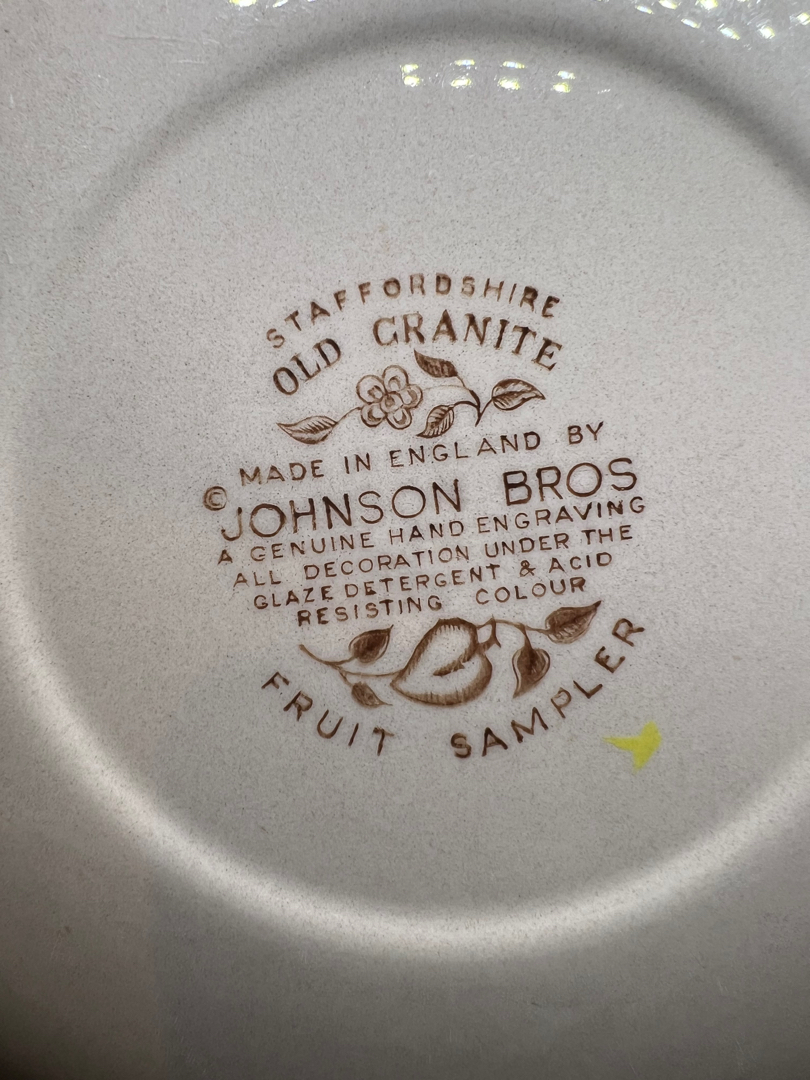 STAFFORDSHIRE
OLD GRANITE
MADE IN ENGLAND BY
© JOHNSON BROS
A GENUINE HAND ENGRAVING
ALL DECORATION UNDER THE
GLAZE DETERGENT & ACID
RESISTING COLOUR
FRUIT SAMPLER